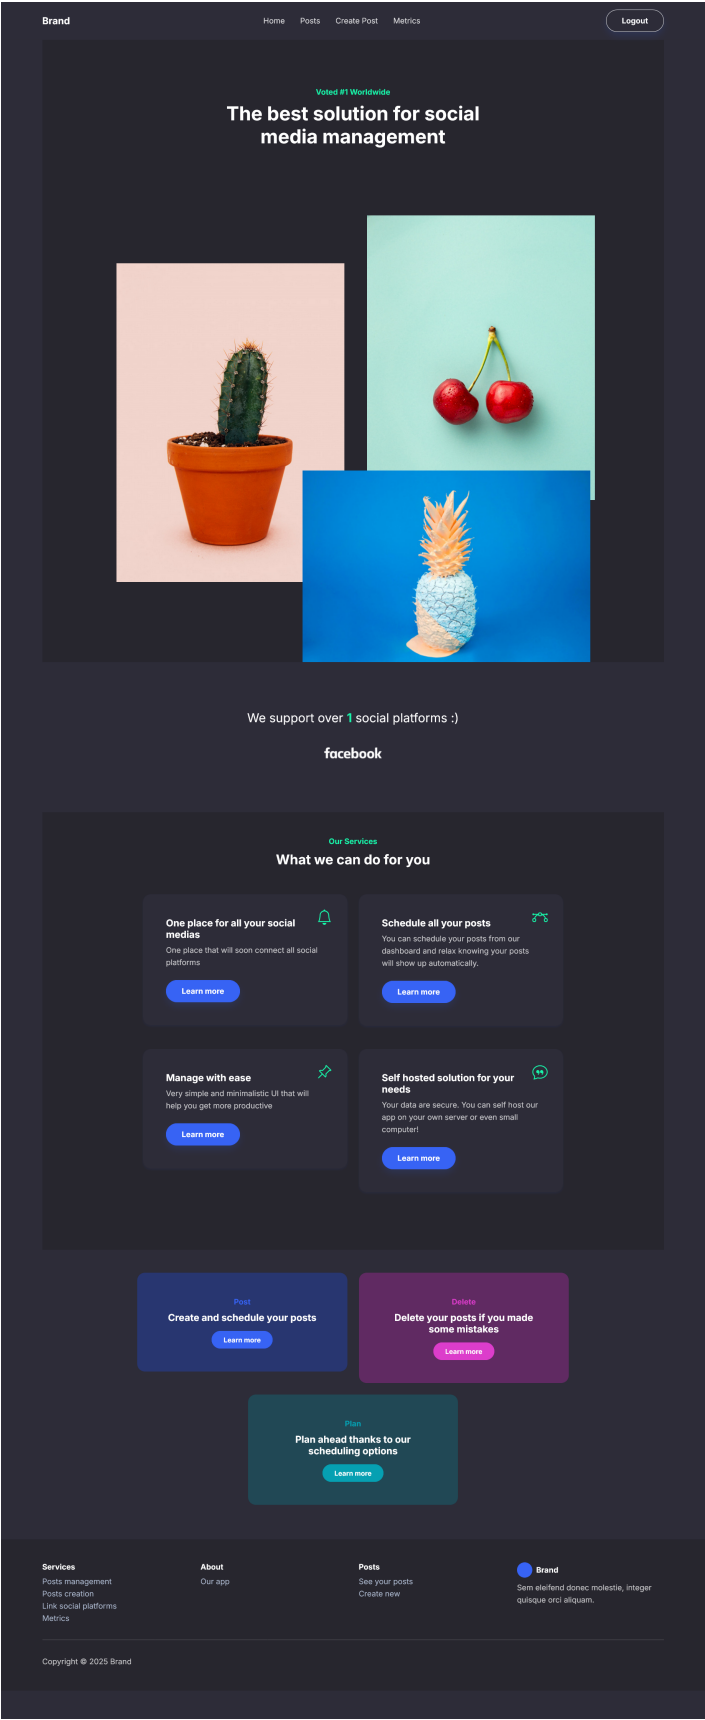 Brand
Home Posts Create Post Metrics
Logout
Voted #1 Worldwide
The best solution for social
media management
We support over 1 social platforms :)
facebook
Our Services
What we can do for you
One place for all your social
medias
One place that will soon connect all social
platforms
Learn more
Schedule all your posts
You can schedule your posts from our
dashboard and relax knowing your posts
will show up automatically.
Learn more
Manage with ease
Very simple and minimalistic UI that will
help you get more productive
Learn more
Self hosted solution for your
needs
Your data are secure. You can self host our
app on your own server or even small
computer!
Learn more
Post
Create and schedule your posts
Learn more
Delete
Delete your posts if you made
some mistakes
Learn more
Plan
Plan ahead thanks to our
scheduling options
Learn more
Services
Posts management
Posts creation
Link social platforms
Metrics
About
Our app
Posts
See your posts
Create new
Brand
Sem eleifend donec molestie, integer
quisque orci aliquam.
Copyright © 2025 Brand